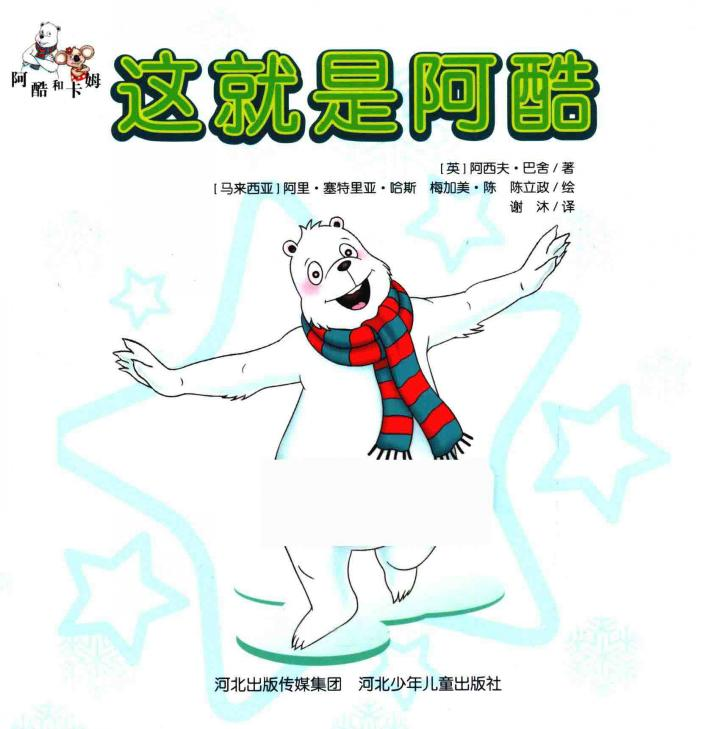 阿酷和卡姆
这就是阿酷
[英]阿西夫·巴舍/著
[马来西亚]阿里·塞特里亚·哈斯 梅加美·陈 陈立政/绘
谢 沐/译
河北出版传媒集团 河北少年儿童出版社